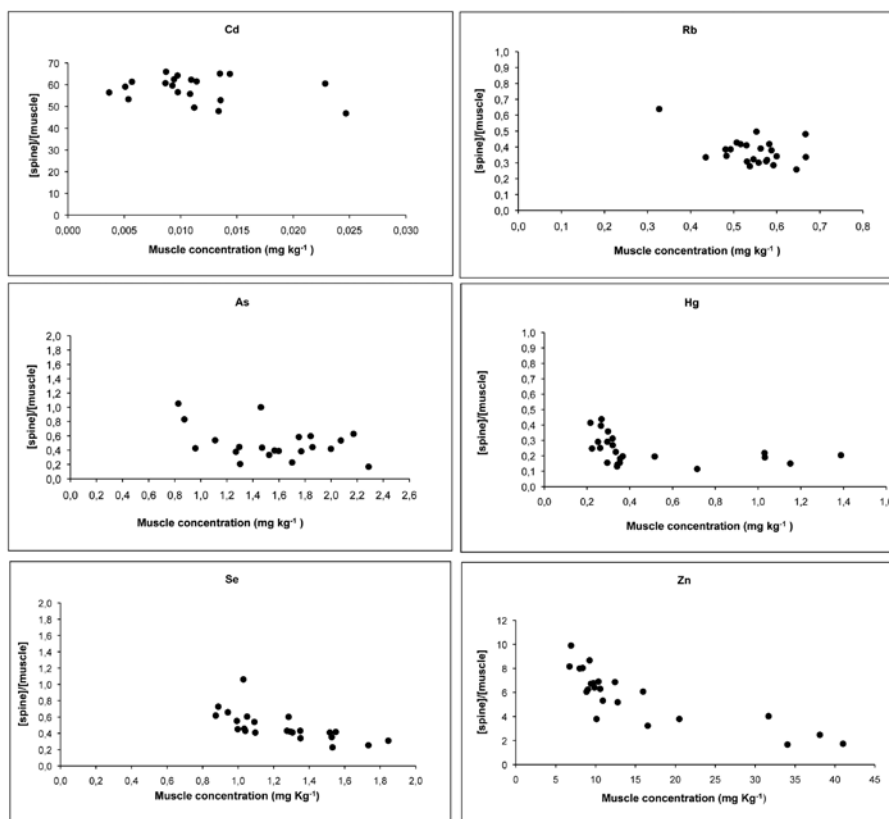 Cd
[spine]/[muscle]
70
60
50
40
30
20
10
0
0,000 0,005 0,010 0,015 0,020 0,025 0,030
Muscle concentration (mg kg⁻¹ )
Rb
[spine]/[muscle]
1,0
0,9
0,8
0,7
0,6
0,5
0,4
0,3
0,2
0,1
0,0
0,0 0,1 0,2 0,3 0,4 0,5 0,6 0,7 0,8
Muscle concentration (mg kg⁻¹ )
As
[spine]/[muscle]
2,0
1,8
1,6
1,4
1,2
1,0
0,8
0,6
0,4
0,2
0,0
0,0 0,2 0,4 0,6 0,8 1,0 1,2 1,4 1,6 1,8 2,0 2,2 2,4 2,6
Muscle concentration (mg kg⁻¹ )
Hg
[spine]/[muscle]
1,0
0,9
0,8
0,7
0,6
0,5
0,4
0,3
0,2
0,1
0,0
0,0 0,2 0,4 0,6 0,8 1,0 1,2 1,4 1,6
Muscle concentration (mg kg⁻¹ )
Se
[spine]/[muscle]
2,0
1,8
1,6
1,4
1,2
1,0
0,8
0,6
0,4
0,2
0,0
0,0 0,2 0,4 0,6 0,8 1,0 1,2 1,4 1,6 1,8 2,0
Muscle concentration (mg Kg⁻¹)
Zn
[spine]/[muscle]
12
10
8
6
4
2
0
0 5 10 15 20 25 30 35 40 45
Muscle concentration (mg Kg⁻¹)